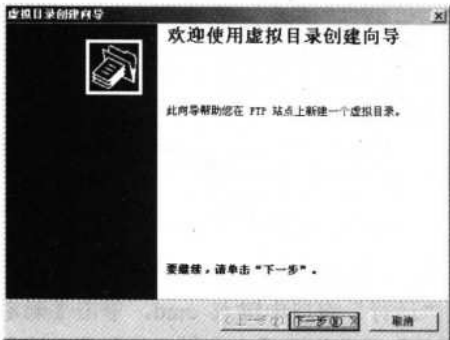 虚拟目录创建向导
欢迎使用虚拟目录创建向导
此向导帮助您在 FTP 站点上新建一个虚拟目录。
要继续，请单击“下一步”。
<上一步(B) 下一步(N)> 取消